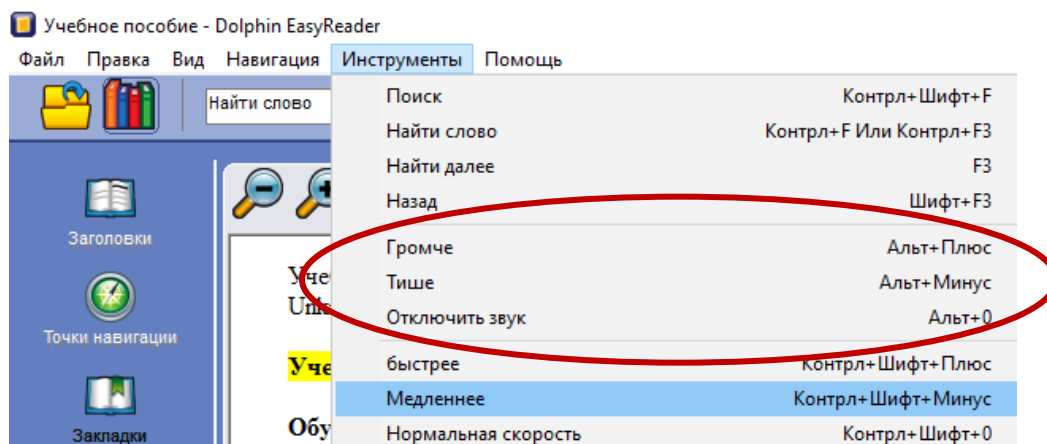 Учебное пособие - Dolphin EasyReader
Файл Правка Вид Навигация Инструменты Помощь
Найти слово
Поиск Контрл+Шифт+F
Найти слово Контрл+F Или Контрл+F3
Найти далее F3
Назад Шифт+F3
Заголовки
Громче Альт+Плюс
Тише Альт+Минус
Отключить звук Альт+0
Точки навигации
быстрее Контрл+Шифт+Плюс
Медленнее Контрл+Шифт+Минус
Закладки
Нормальная скорость Контрл+Шифт+0